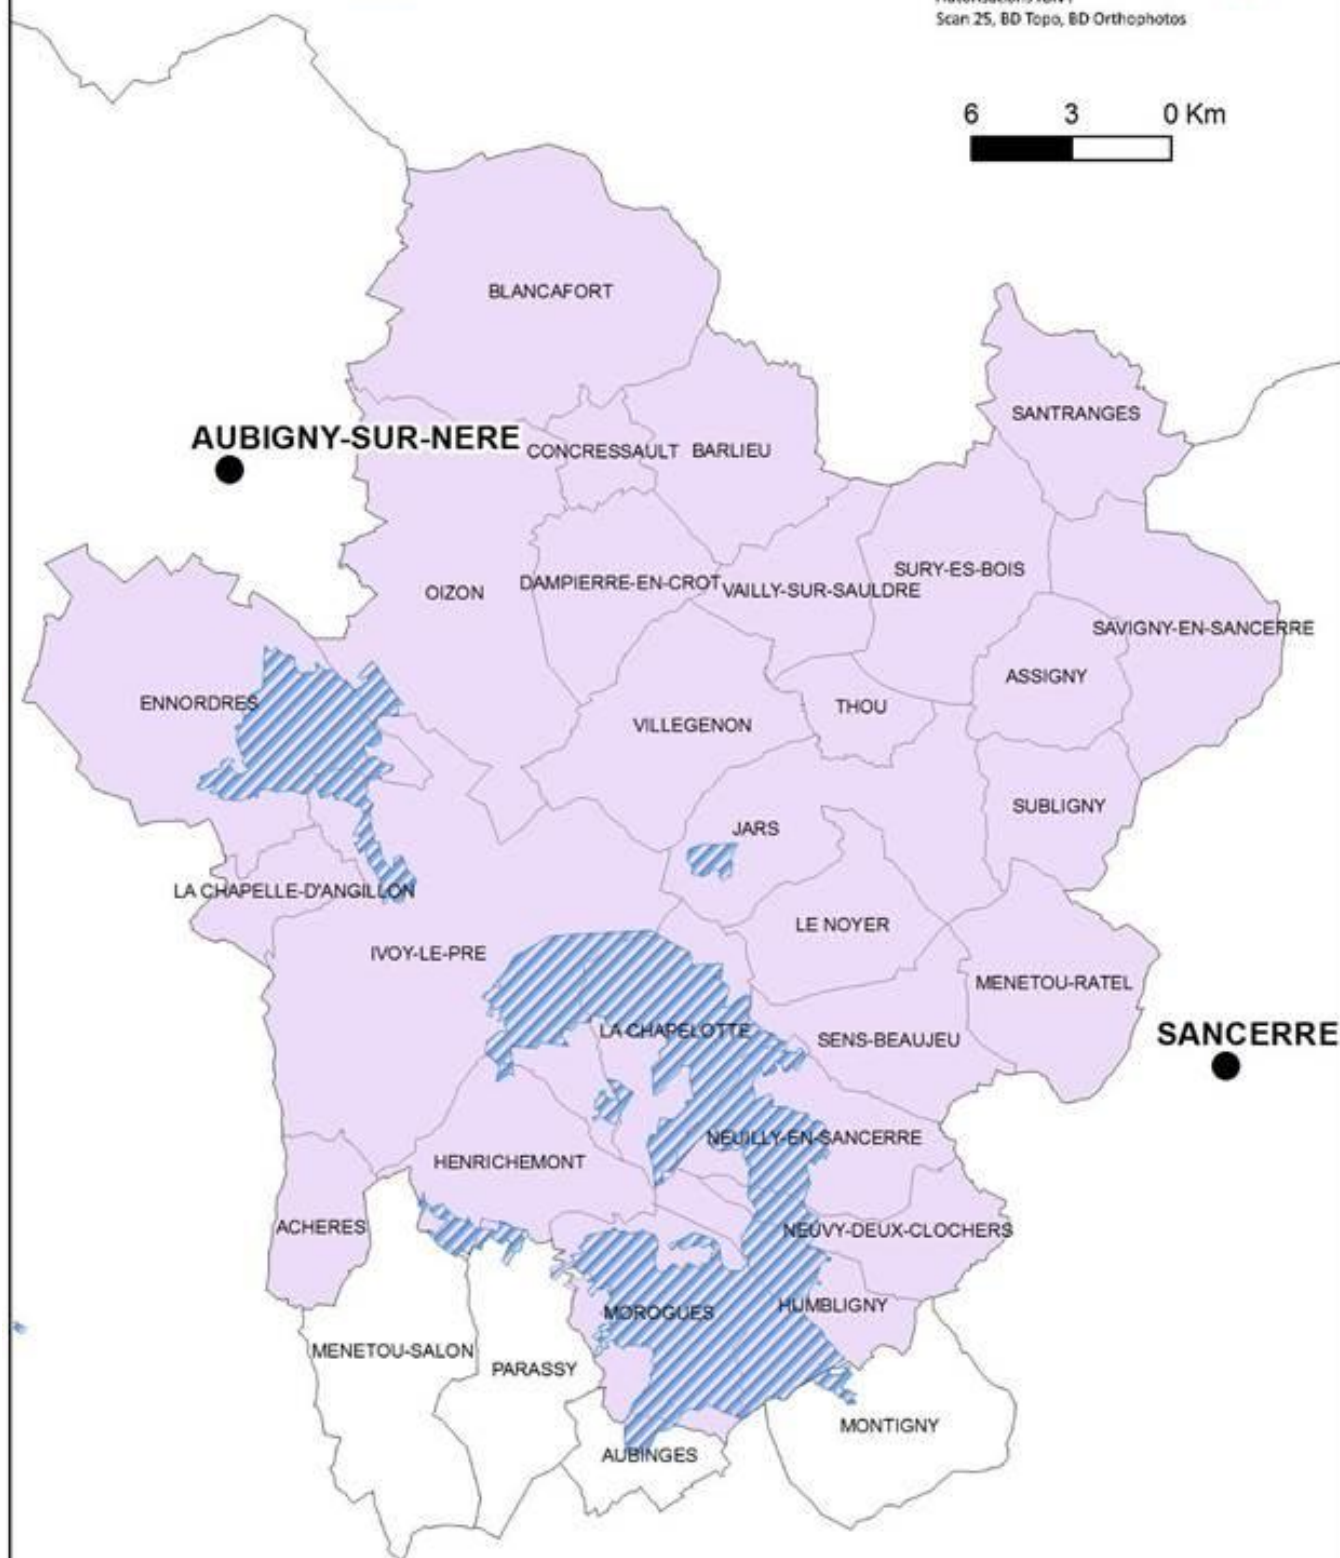 Scan 25, BD Topo, BD Orthophotos
6 3 0 Km
BLANCAFORT
SANTRANGES
AUBIGNY-SUR-NERE
CONCRESSAULT
BARLIEU
SURY-ES-BOIS
DAMPIERRE-EN-CROT
VAILLY-SUR-SAULDRE
OIZON
SAVIGNY-EN-SANCERRE
ASSIGNY
ENNORDRES
THOU
VILLEGENON
SUBLIGNY
JARS
LA CHAPELLE-D'ANGILLON
LE NOYER
IVOY-LE-PRE
MENETOU-RATEL
LA CHAPELOTTE
SENS-BEAUJEU
SANCERRE
NEUILLY-EN-SANCERRE
HENRICHEMONT
ACHERES
NEUVY-DEUX-CLOCHERS
MOROGUES
HUMBLIGNY
MENETOU-SALON
PARASSY
MONTIGNY
AUBINGES